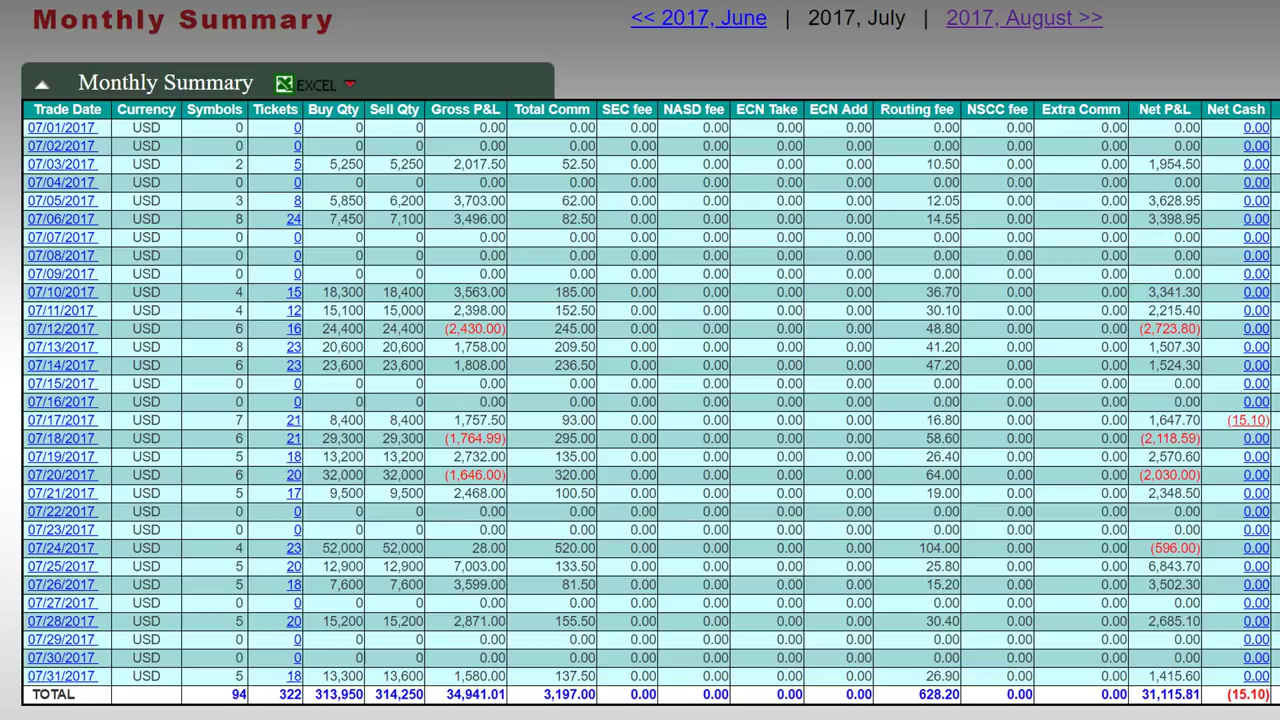 Monthly Summary << 2017, June | 2017, July | 2017, August >>
Monthly Summary EXCEL
Trade Date Currency Symbols Tickets Buy Qty Sell Qty Gross P&L Total Comm SEC fee NASD fee ECN Take ECN Add Routing fee NSCC fee Extra Comm Net P&L Net Cash
07/01/2017 USD 0 0 0 0 0.00 0.00 0.00 0.00 0.00 0.00 0.00 0.00 0.00 0.00 0.00
07/02/2017 USD 0 0 0 0 0.00 0.00 0.00 0.00 0.00 0.00 0.00 0.00 0.00 0.00 0.00
07/03/2017 USD 2 5 5,250 5,250 2,017.50 52.50 0.00 0.00 0.00 0.00 10.50 0.00 0.00 1,954.50 0.00
07/04/2017 USD 0 0 0 0 0.00 0.00 0.00 0.00 0.00 0.00 0.00 0.00 0.00 0.00 0.00
07/05/2017 USD 3 8 5,850 6,200 3,703.00 62.00 0.00 0.00 0.00 0.00 12.05 0.00 0.00 3,628.95 0.00
07/06/2017 USD 8 24 7,450 7,100 3,496.00 82.50 0.00 0.00 0.00 0.00 14.55 0.00 0.00 3,398.95 0.00
07/07/2017 USD 0 0 0 0 0.00 0.00 0.00 0.00 0.00 0.00 0.00 0.00 0.00 0.00 0.00
07/08/2017 USD 0 0 0 0 0.00 0.00 0.00 0.00 0.00 0.00 0.00 0.00 0.00 0.00 0.00
07/09/2017 USD 0 0 0 0 0.00 0.00 0.00 0.00 0.00 0.00 0.00 0.00 0.00 0.00 0.00
07/10/2017 USD 4 15 18,300 18,400 3,563.00 185.00 0.00 0.00 0.00 0.00 36.70 0.00 0.00 3,341.30 0.00
07/11/2017 USD 4 12 15,100 15,000 2,398.00 152.50 0.00 0.00 0.00 0.00 30.10 0.00 0.00 2,215.40 0.00
07/12/2017 USD 6 16 24,400 24,400 (2,430.00) 245.00 0.00 0.00 0.00 0.00 48.80 0.00 0.00 (2,723.80) 0.00
07/13/2017 USD 8 23 20,600 20,600 1,758.00 209.50 0.00 0.00 0.00 0.00 41.20 0.00 0.00 1,507.30 0.00
07/14/2017 USD 6 23 23,600 23,600 1,808.00 236.50 0.00 0.00 0.00 0.00 47.20 0.00 0.00 1,524.30 0.00
07/15/2017 USD 0 0 0 0 0.00 0.00 0.00 0.00 0.00 0.00 0.00 0.00 0.00 0.00 0.00
07/16/2017 USD 0 0 0 0 0.00 0.00 0.00 0.00 0.00 0.00 0.00 0.00 0.00 0.00 0.00
07/17/2017 USD 7 21 8,400 8,400 1,757.50 93.00 0.00 0.00 0.00 0.00 16.80 0.00 0.00 1,647.70 (15.10)
07/18/2017 USD 6 21 29,300 29,300 (1,764.99) 295.00 0.00 0.00 0.00 0.00 58.60 0.00 0.00 (2,118.59) 0.00
07/19/2017 USD 5 18 13,200 13,200 2,732.00 135.00 0.00 0.00 0.00 0.00 26.40 0.00 0.00 2,570.60 0.00
07/20/2017 USD 6 20 32,000 32,000 (1,646.00) 320.00 0.00 0.00 0.00 0.00 64.00 0.00 0.00 (2,030.00) 0.00
07/21/2017 USD 5 17 9,500 9,500 2,468.00 100.50 0.00 0.00 0.00 0.00 19.00 0.00 0.00 2,348.50 0.00
07/22/2017 USD 0 0 0 0 0.00 0.00 0.00 0.00 0.00 0.00 0.00 0.00 0.00 0.00 0.00
07/23/2017 USD 0 0 0 0 0.00 0.00 0.00 0.00 0.00 0.00 0.00 0.00 0.00 0.00 0.00
07/24/2017 USD 4 23 52,000 52,000 28.00 520.00 0.00 0.00 0.00 0.00 104.00 0.00 0.00 (596.00) 0.00
07/25/2017 USD 5 20 12,900 12,900 7,003.00 133.50 0.00 0.00 0.00 0.00 25.80 0.00 0.00 6,843.70 0.00
07/26/2017 USD 5 18 7,600 7,600 3,599.00 81.50 0.00 0.00 0.00 0.00 15.20 0.00 0.00 3,502.30 0.00
07/27/2017 USD 0 0 0 0 0.00 0.00 0.00 0.00 0.00 0.00 0.00 0.00 0.00 0.00 0.00
07/28/2017 USD 5 20 15,200 15,200 2,871.00 155.50 0.00 0.00 0.00 0.00 30.40 0.00 0.00 2,685.10 0.00
07/29/2017 USD 0 0 0 0 0.00 0.00 0.00 0.00 0.00 0.00 0.00 0.00 0.00 0.00 0.00
07/30/2017 USD 0 0 0 0 0.00 0.00 0.00 0.00 0.00 0.00 0.00 0.00 0.00 0.00 0.00
07/31/2017 USD 5 18 13,300 13,600 1,580.00 137.50 0.00 0.00 0.00 0.00 26.90 0.00 0.00 1,415.60 0.00
TOTAL 94 322 313,950 314,250 34,941.01 3,197.00 0.00 0.00 0.00 0.00 628.20 0.00 0.00 31,115.81 (15.10)